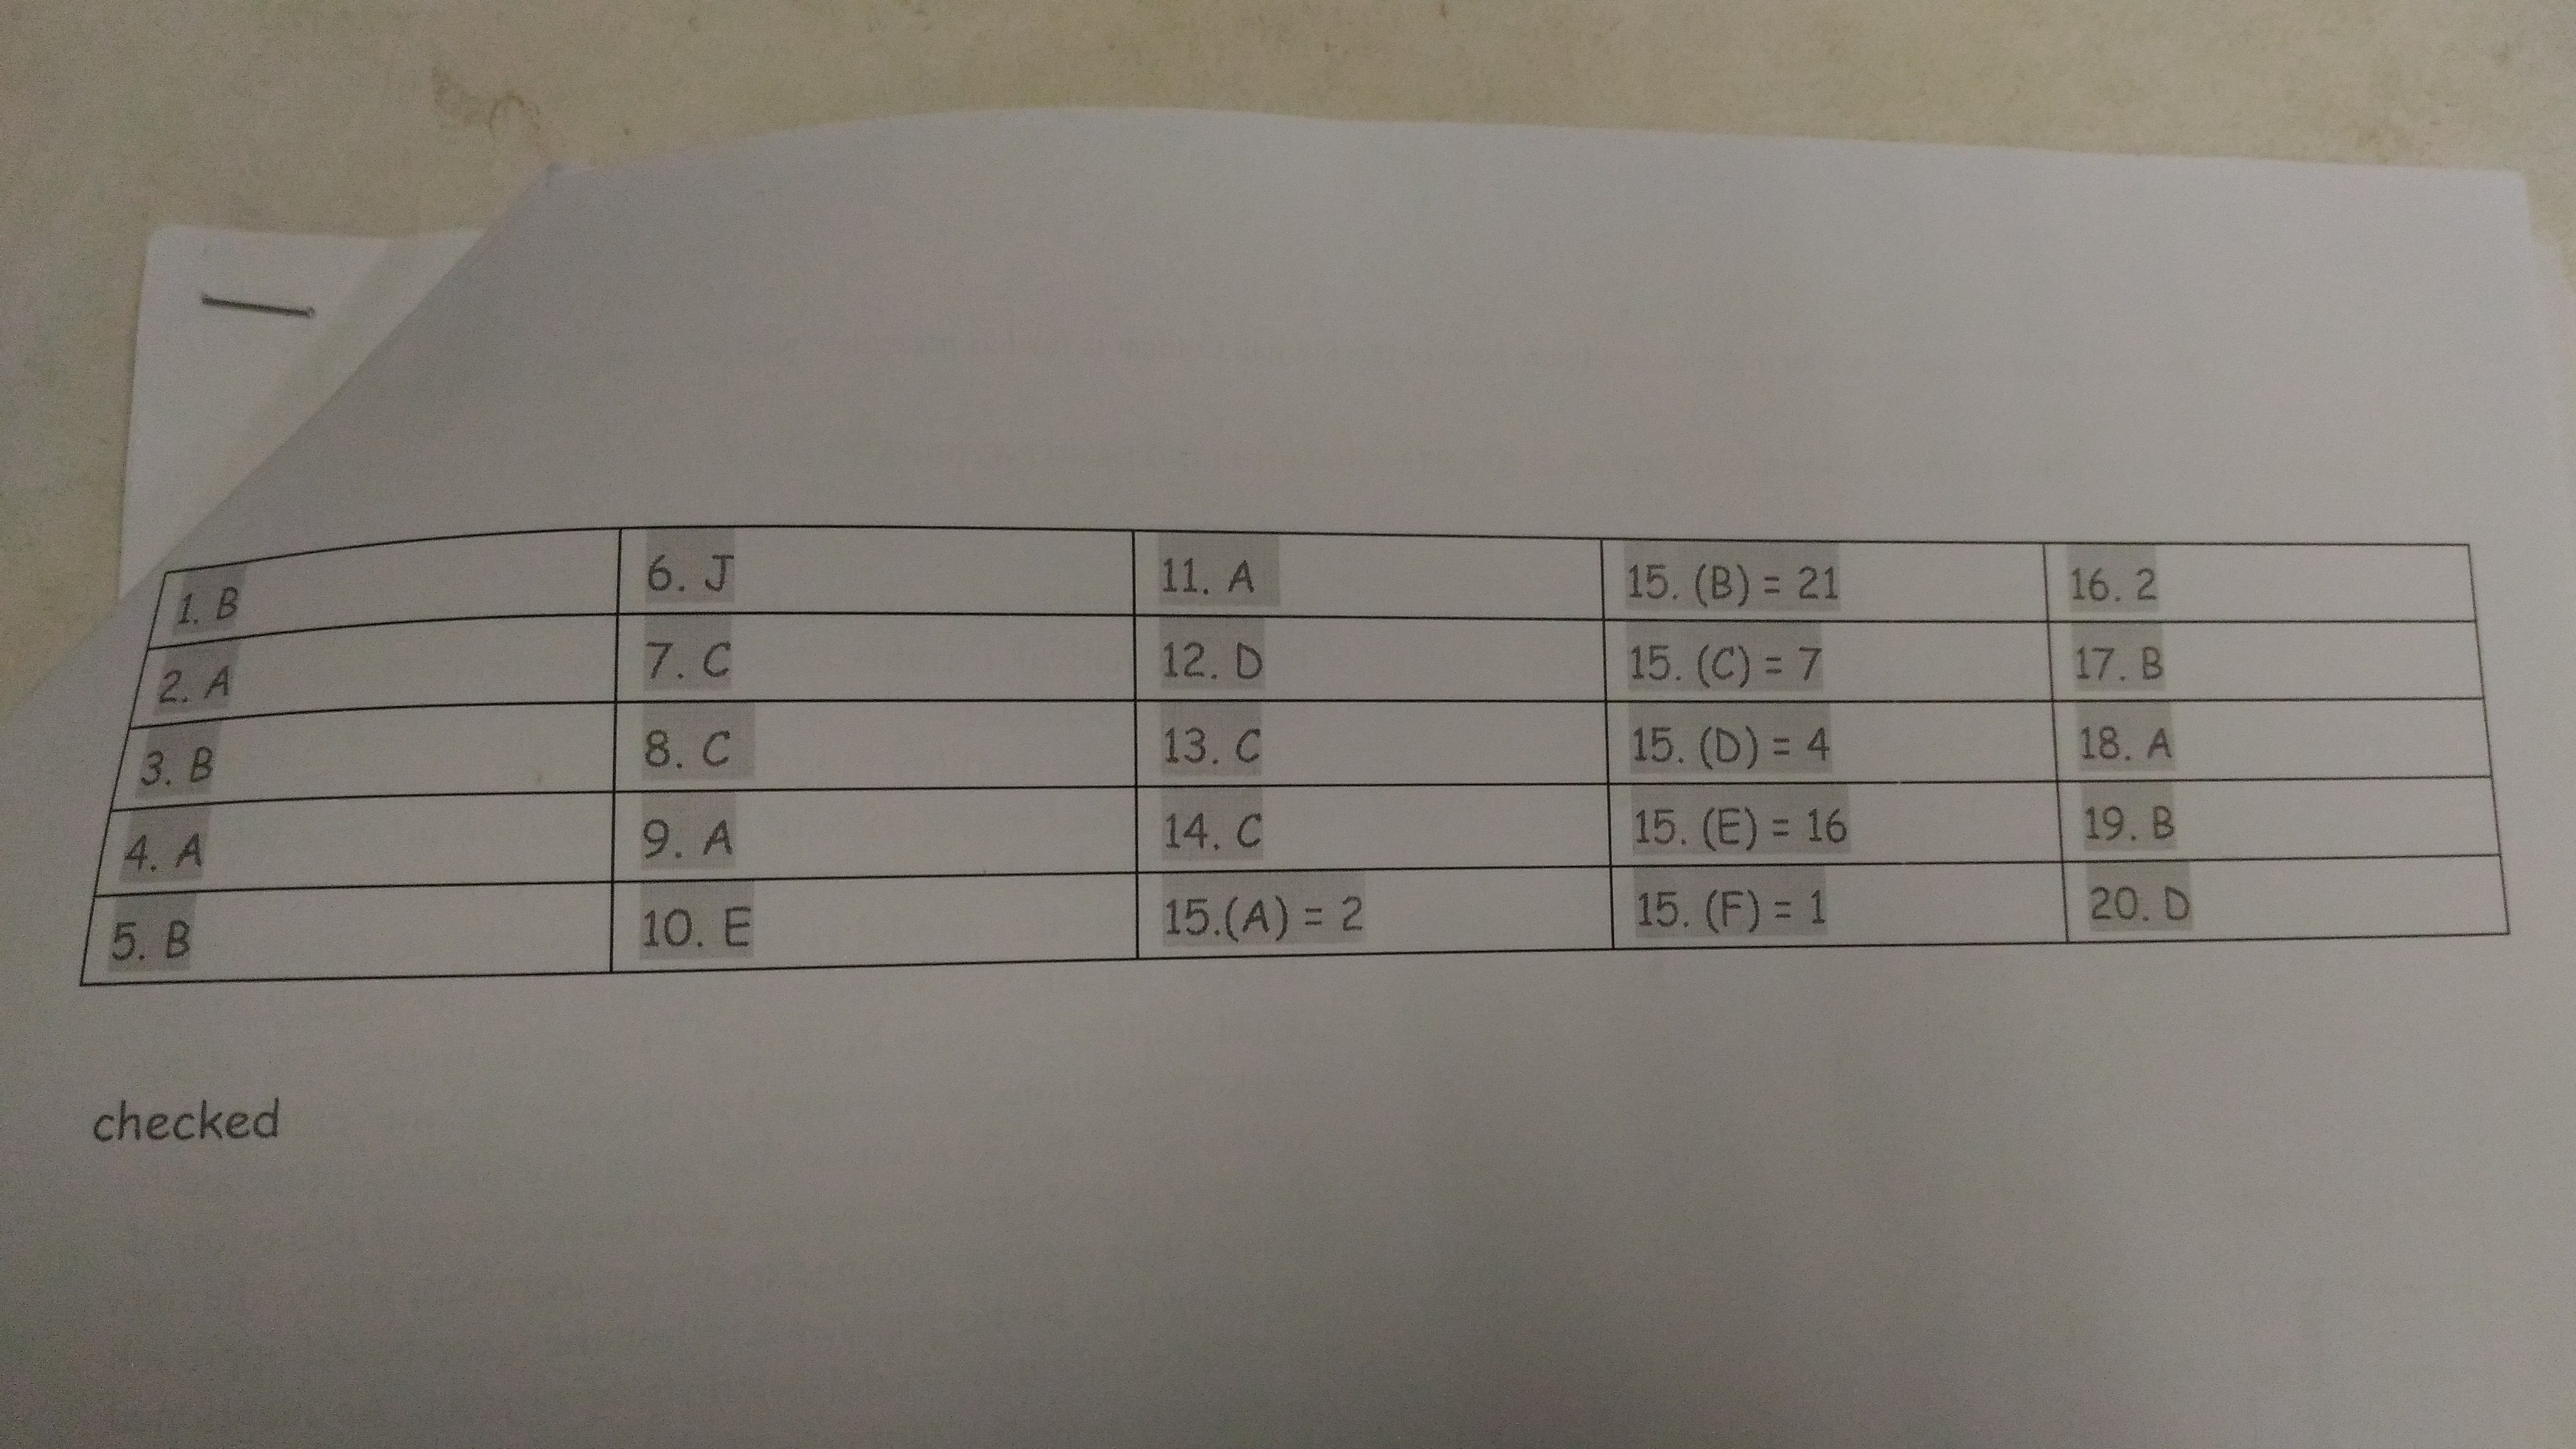 1. B 6. J 11. A 15. (B) = 21 16. 2
2. A 7. C 12. D 15. (C) = 7 17. B
3. B 8. C 13. C 15. (D) = 4 18. A
4. A 9. A 14. C 15. (E) = 16 19. B
5. B 10. E 15.(A) = 2 15. (F) = 1 20. D
checked